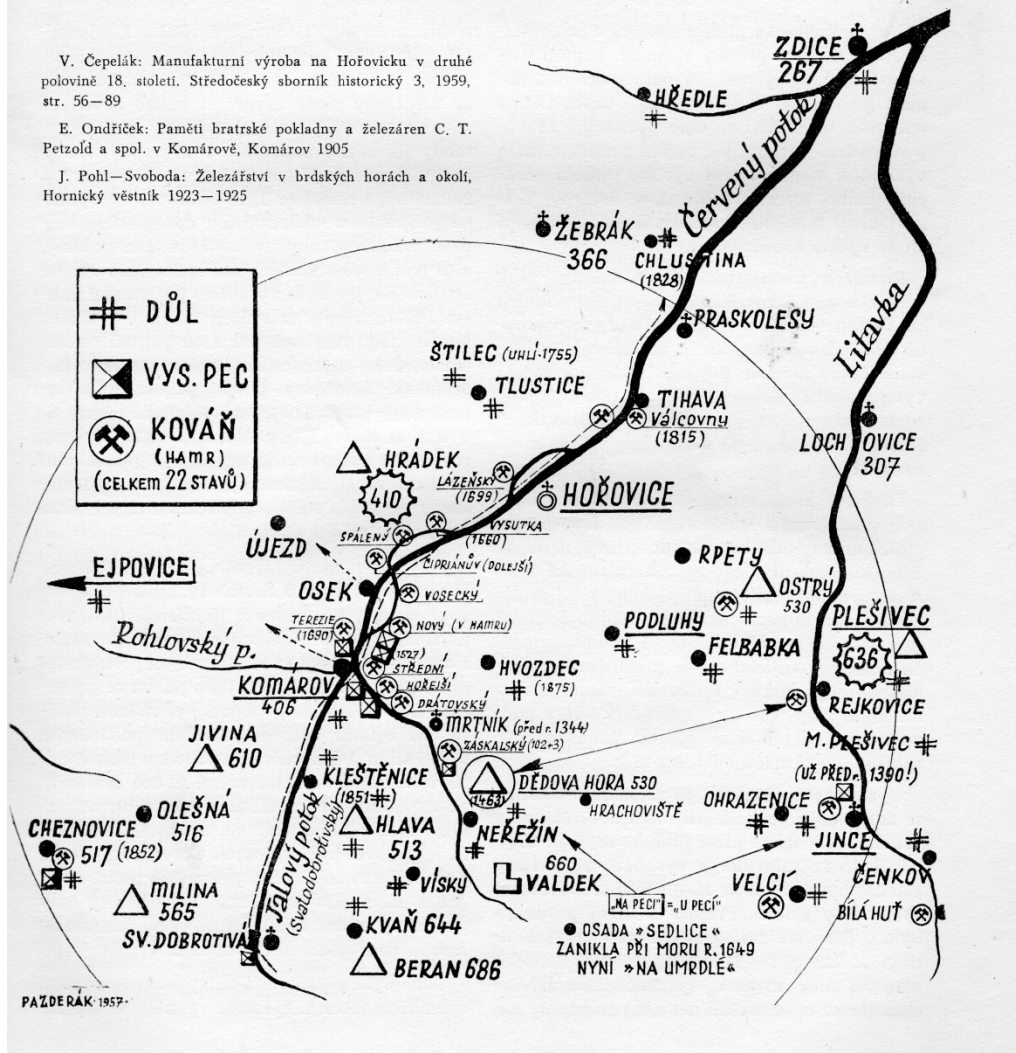 V. Čepelák: Manufakturní výroba na Hořovicku v druhé
polovině 18. století. Středočeský sborník historický 3, 1959,
str. 56—89
E. Ondříček: Paměti bratrské pokladny a železáren C. T.
Petzold a spol. v Komárově, Komárov 1905
J. Pohl—Svoboda: Železářství v brdských horách a okolí,
Hornický věstník 1923—1925
ZDICE
267
HŘEDLE
Červený potok
ŽEBRÁK
366
CHLUSTINA
(1828)
Litavka
DŮL
VYS. PEC
KOVÁŇ
(HAMR)
(CELKEM 22 STAVŮ)
PRASKOLESY
ŠTILEC (UHLÍ-1755)
TLUSTICE
TIHAVA
Válcovny
(1815)
LOCHOVICE
307
HRÁDEK
410
LÁZEŇSKÝ
(1699)
HOŘOVICE
VYSUTKA
(1660)
SPÁLENÝ
ÚJEZD
CIPRIÁNŮV (DOLEJŠÍ)
EJPOVICE
OSEK
VOSECKÝ
RPETY
OSTRÝ
530
PLEŠIVEC
636
TEREZIE
(1690)
NOVÝ (V HAMRU)
(1527)
PODLUHY
FELBABKA
Rohlovský p.
STŘEDNÍ
HOŘEJŠÍ
DRÁTOVSKÝ
HVOZDEC
(1875)
KOMÁROV
406
REJKOVICE
MRTNÍK (před r. 1344)
ZÁSKALSKÝ (102+3)
M. PLEŠIVEC
(UŽ PŘED r. 1390!)
JIVINA
610
KLEŠTĚNICE
(1851)
(1463)
DĚDOVA HORA 530
HRACHOVIŠTĚ
OHRAZENICE
JINCE
OLEŠNÁ
516
CHEZNOVICE
517 (1852)
HLAVA
513
NEŘEŽÍN
660
VALDEK
ČENKOV
Jalový potok
(Svatodobrotivský)
VÍSKY
„NA PECI"="U PECÍ"
VELCÍ
BÍLÁ HUŤ
MILINA
565
KVAŇ 644
SV. DOBROTIVA
OSADA »SEDLICE«
ZANIKLA PŘI MORU R. 1649
NYNÍ »NA UMRDLÉ«
BERAN 686
PAZDERÁK·1957·